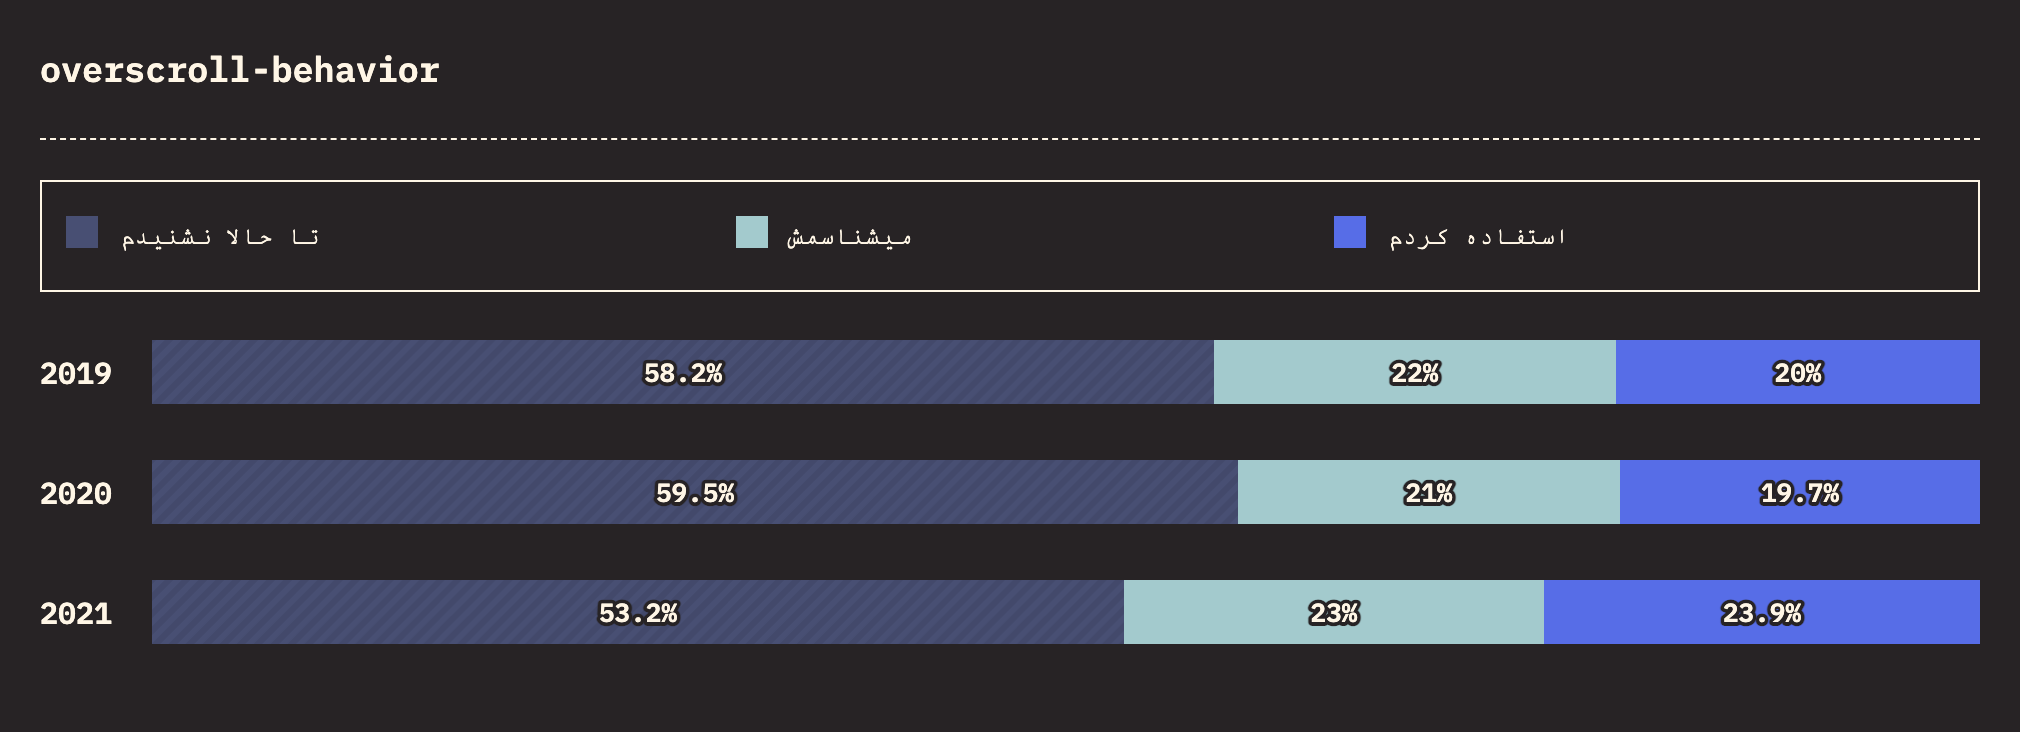 overscroll-behavior
تا حالا نشنیدم
میشناسمش
استفاده کردم
2019 58.2% 22% 20%
2020 59.5% 21% 19.7%
2021 53.2% 23% 23.9%